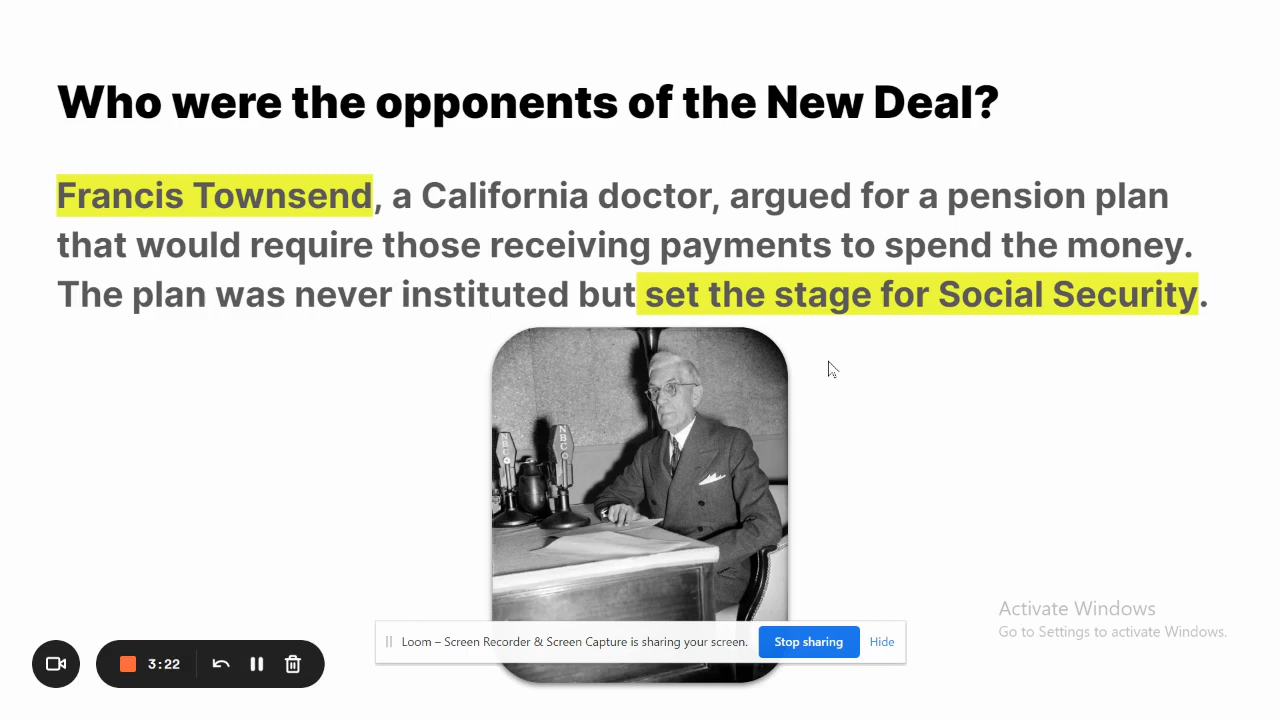 Who were the opponents of the New Deal?
Francis Townsend, a California doctor, argued for a pension plan
that would require those receiving payments to spend the money.
The plan was never instituted but set the stage for Social Security.
NBC
NBC
Loom – Screen Recorder & Screen Capture is sharing your screen. Stop sharing Hide
3:22
Activate Windows
Go to Settings to activate Windows.